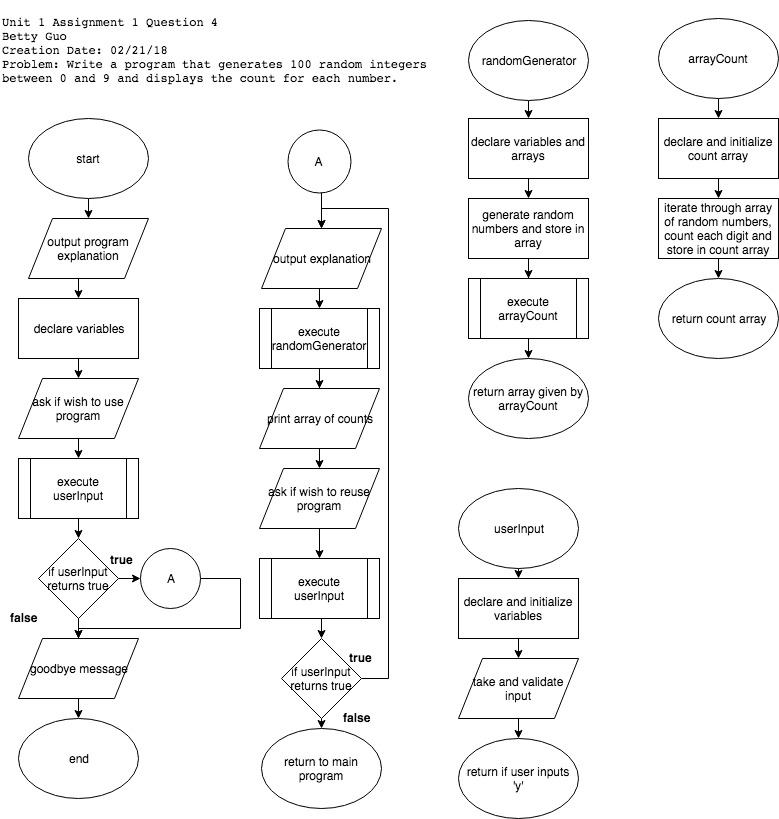 Unit 1 Assignment 1 Question 4
Betty Guo
Creation Date: 02/21/18
Problem: Write a program that generates 100 random integers
between 0 and 9 and displays the count for each number.
start
output program
explanation
declare variables
ask if wish to use
program
execute
userInput
if userInput
returns true
true
A
false
goodbye message
end
A
output explanation
execute
randomGenerator
print array of counts
ask if wish to reuse
program
execute
userInput
if userInput
returns true
true
false
return to main
program
randomGenerator
declare variables and
arrays
generate random
numbers and store in
array
execute
arrayCount
return array given by
arrayCount
arrayCount
declare and initialize
count array
iterate through array
of random numbers,
count each digit and
store in count array
return count array
userInput
declare and initialize
variables
take and validate
input
return if user inputs
'y'